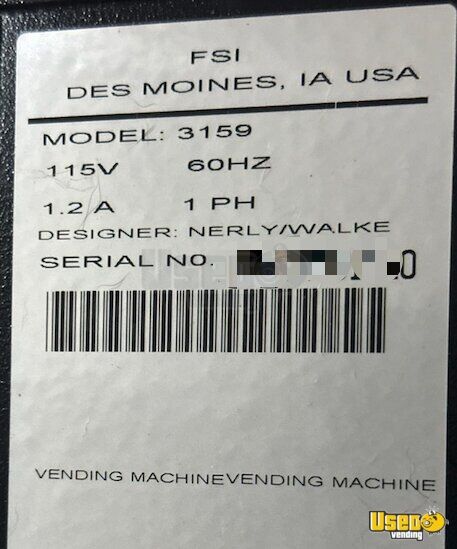 FSI
DES MOINES, IA USA
MODEL: 3159
115V 60HZ
1.2 A 1 PH
DESIGNER: NERLY/WALKE
SERIAL NO.
VENDING MACHINEVENDING MACHINE
Used vending